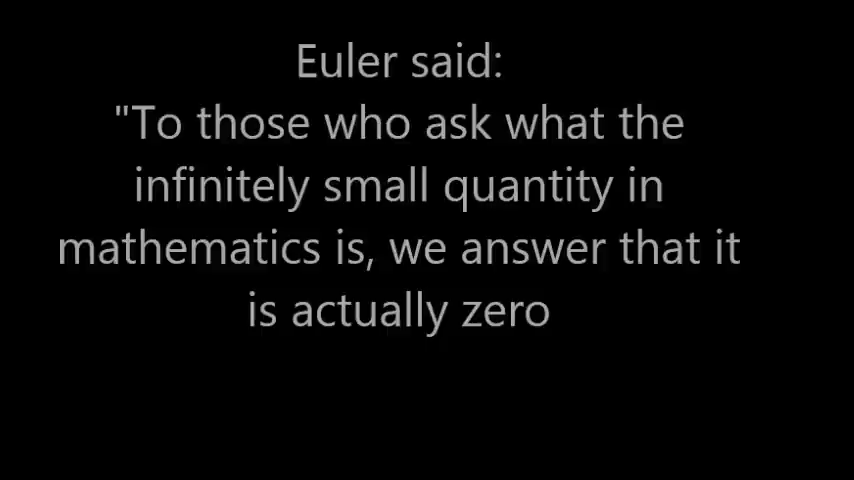 Euler said:
"To those who ask what the
infinitely small quantity in
mathematics is, we answer that it
is actually zero